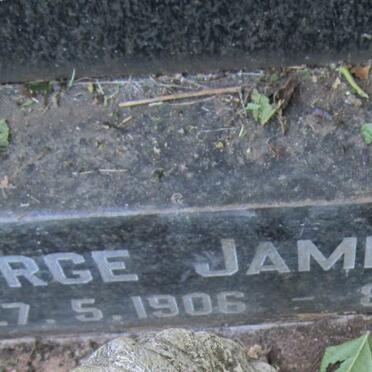 RGE JAM
7. 5. 1906 –